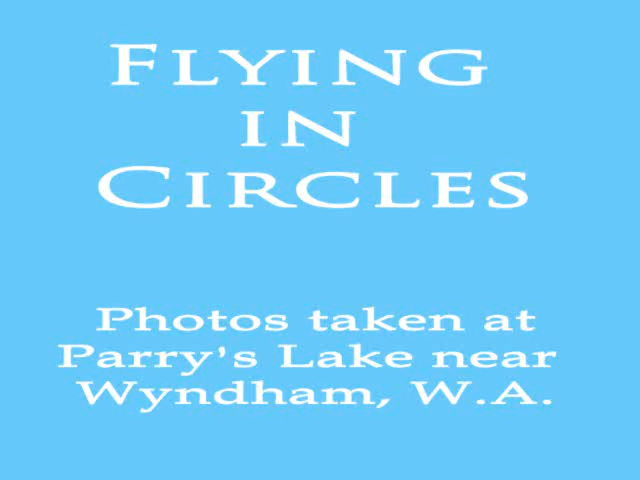 Flying
in
Circles
Photos taken at
Parry's Lake near
Wyndham, W.A.